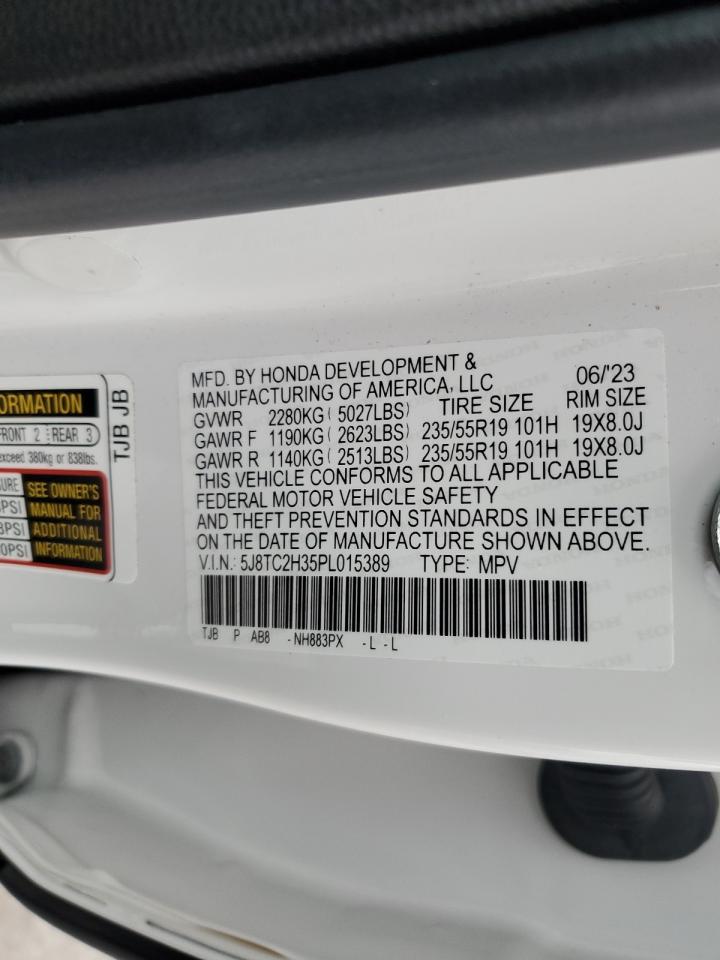 MFD. BY HONDA DEVELOPMENT &
MANUFACTURING OF AMERICA, LLC 06/'23
GVWR 2280KG ( 5027LBS) TIRE SIZE RIM SIZE
GAWR F 1190KG ( 2623LBS) 235/55R19 101H 19X8.0J
GAWR R 1140KG ( 2513LBS) 235/55R19 101H 19X8.0J
THIS VEHICLE CONFORMS TO ALL APPLICABLE
FEDERAL MOTOR VEHICLE SAFETY
AND THEFT PREVENTION STANDARDS IN EFFECT
ON THE DATE OF MANUFACTURE SHOWN ABOVE.
V.I.N.: 5J8TC2H35PL015389 TYPE: MPV
TJB P AB8 -NH883PX -L -L
ORMATION
FRONT 2 REAR 3
exceed 380kg or 838lbs.
SEE OWNER'S
MANUAL FOR
ADDITIONAL
INFORMATION
TJB JB